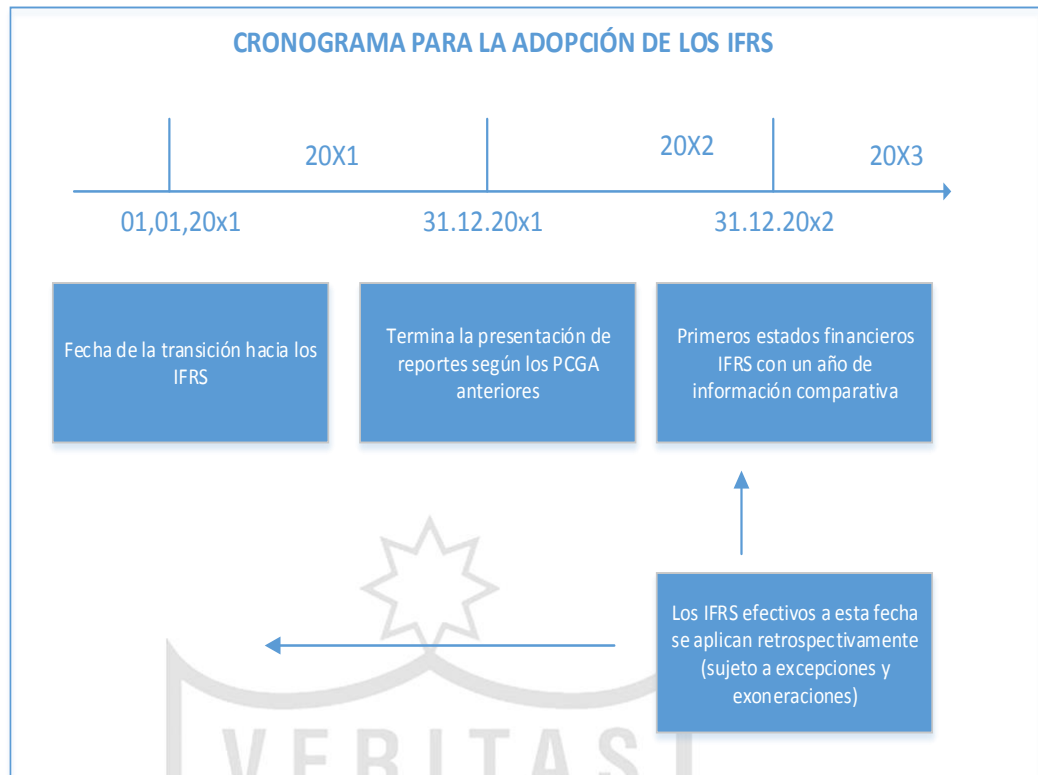 CRONOGRAMA PARA LA ADOPCIÓN DE LOS IFRS
20X1
20X2
20X3
01,01,20x1
31.12.20x1
31.12.20x2
Fecha de la transición hacia los
IFRS
Termina la presentación de
reportes según los PCGA
anteriores
Primeros estados financieros
IFRS con un año de
información comparativa
Los IFRS efectivos a esta fecha
se aplican retrospectivamente
(sujeto a excepciones y
exoneraciones)
VERITAS